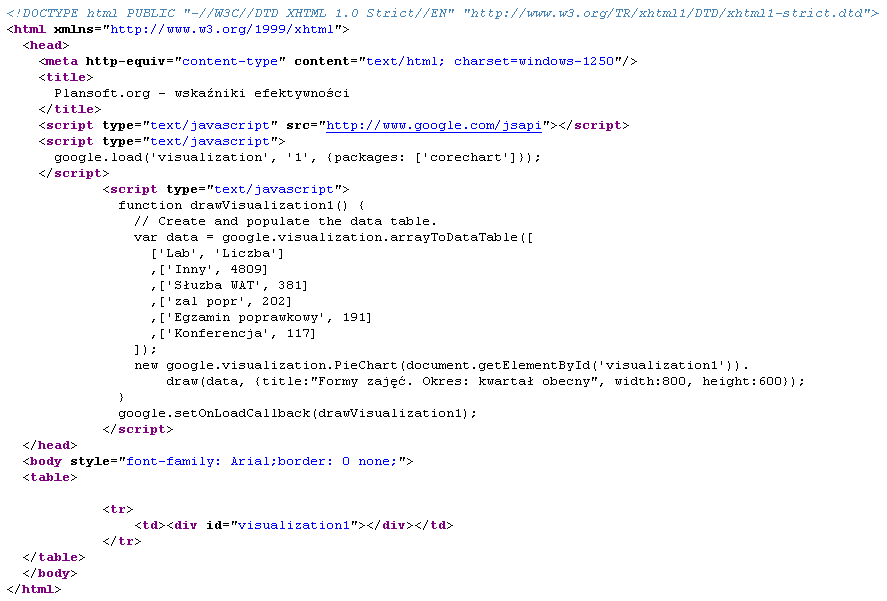 <!DOCTYPE html PUBLIC "-//W3C//DTD XHTML 1.0 Strict//EN" "http://www.w3.org/TR/xhtml1/DTD/xhtml1-strict.dtd">
<html xmlns="http://www.w3.org/1999/xhtml">
  <head>
    <meta http-equiv="content-type" content="text/html; charset=windows-1250"/>
    <title>
      Plansoft.org - wskaźniki efektywności
    </title>
    <script type="text/javascript" src="http://www.google.com/jsapi"></script>
    <script type="text/javascript">
      google.load('visualization', '1', {packages: ['corechart']});
    </script>
            <script type="text/javascript">
              function drawVisualization1() {
                // Create and populate the data table.
                var data = google.visualization.arrayToDataTable([
                  ['Lab', 'Liczba']
                  ,['Inny', 4809]
                  ,['Służba WAT', 381]
                  ,['zal popr', 202]
                  ,['Egzamin poprawkowy', 191]
                  ,['Konferencja', 117]
                ]);
                new google.visualization.PieChart(document.getElementById('visualization1')).
                    draw(data, {title:"Formy zajęć. Okres: kwartał obecny", width:800, height:600});
              }
              google.setOnLoadCallback(drawVisualization1);
            </script>
  </head>
  <body style="font-family: Arial;border: 0 none;">
  <table>
            <tr>
                <td><div id="visualization1"></div></td>
            </tr>
  </table>
  </body>
</html>